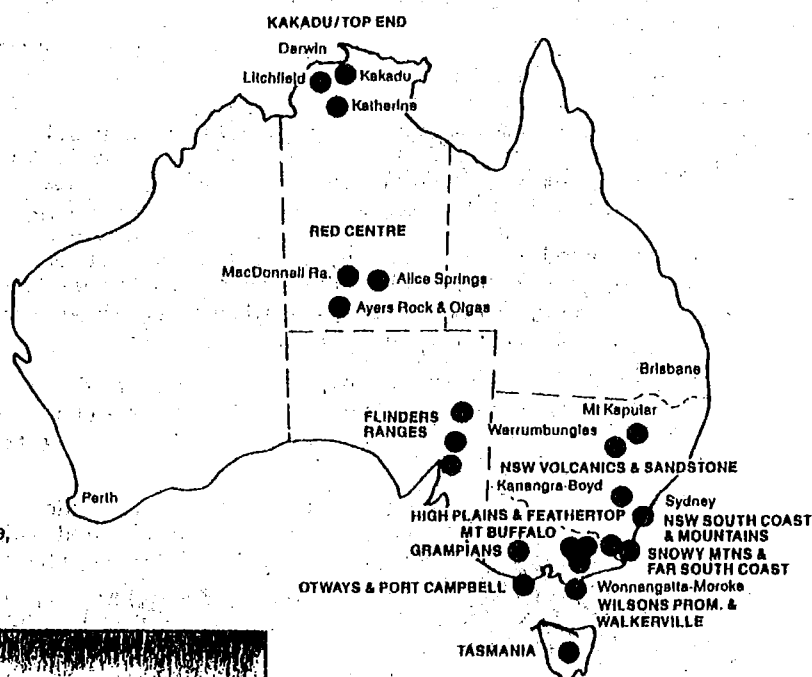 KAKADU/TOP END
Darwin
Litchfield
Kakadu
Katherine
RED CENTRE
MacDonnall Ra.
Alice Springs
Ayers Rock & Olgas
Brisbane
Mt Kaputar
FLINDERS
RANGES
Warrumbungles
NSW VOLCANICS & SANDSTONE
Kanangra-Boyd
Perth
Sydney
HIGH PLAINS & FEATHERTOP
NSW SOUTH COAST
& MOUNTAINS
MT BUFFALO
GRAMPIANS
SNOWY MTNS &
FAR SOUTH COAST
OTWAYS & PORT CAMPBELL
Wonnangatta-Moroka
WILSONS PROM. &
WALKERVILLE
TASMANIA